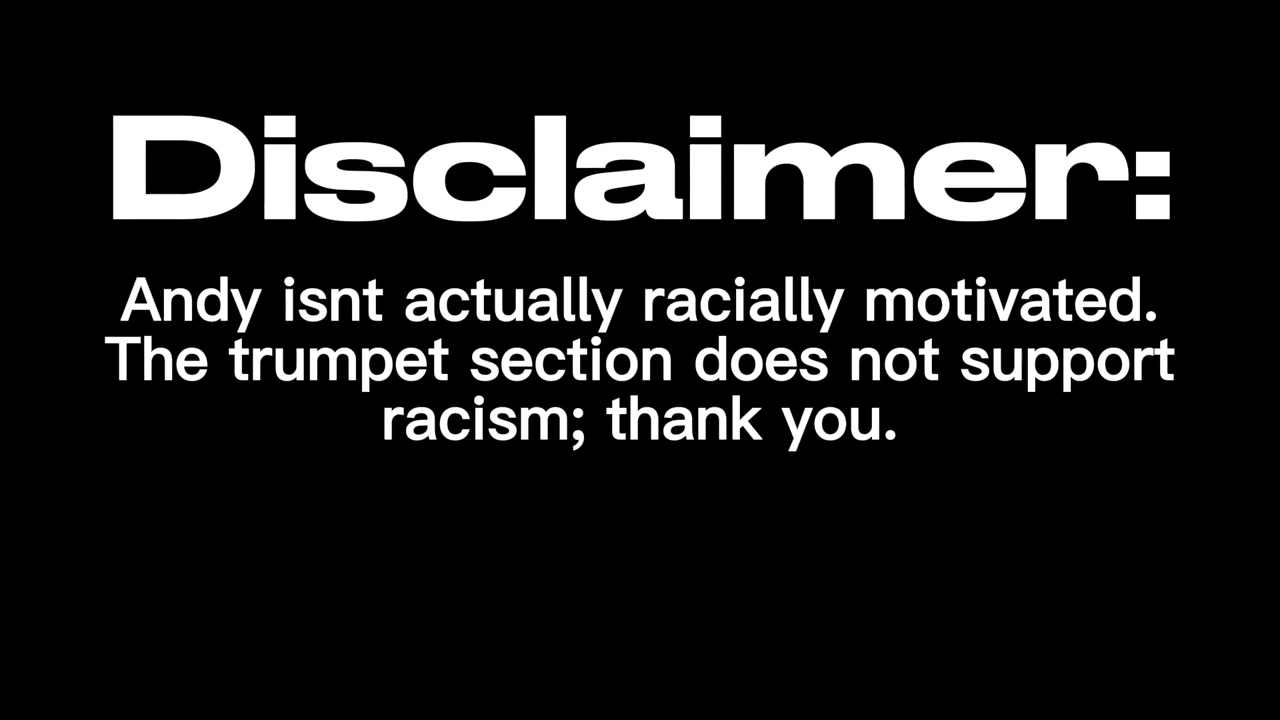 Disclaimer:
Andy isnt actually racially motivated.
The trumpet section does not support
racism; thank you.